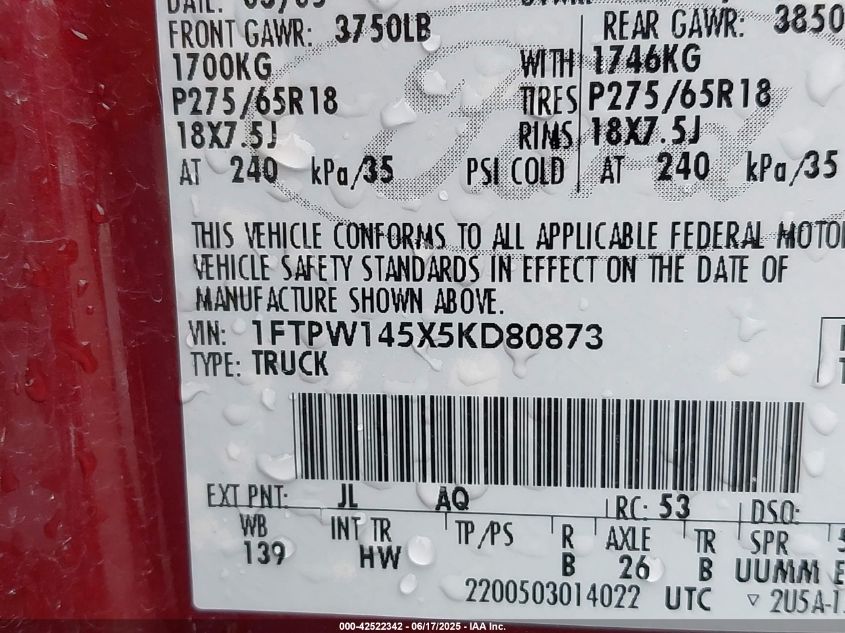 DATE: 03/05
FRONT GAWR: 3750LB REAR GAWR: 3850
1700KG WITH 1746KG
P275/65R18 TIRES P275/65R18
18X7.5J RIMS 18X7.5J
AT 240 kPa/35 PSI COLD AT 240 kPa/35
THIS VEHICLE CONFORMS TO ALL APPLICABLE FEDERAL MOTOR
VEHICLE SAFETY STANDARDS IN EFFECT ON THE DATE OF
MANUFACTURE SHOWN ABOVE.
VIN: 1FTPW145X5KD80873
TYPE: TRUCK
EXT PNT: JL AQ RC: 53 DSO:
WB INT TR TP/PS R AXLE TR SPR
139 HW B 26 B UUMM
2200503014022 UTC ▽ 2U5A-1
000-42522342 - 06/17/2025 - IAA Inc.